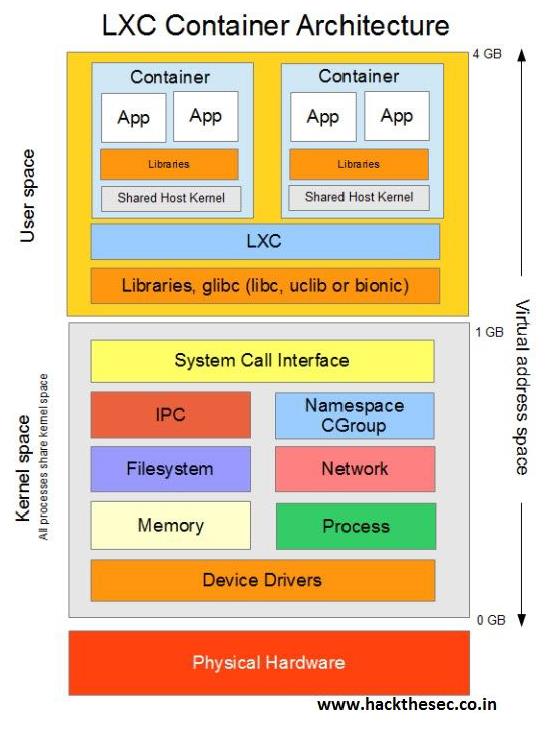 LXC Container Architecture
4 GB
Container
App
App
Libraries
Shared Host Kernel
Container
App
App
Libraries
Shared Host Kernel
User space
LXC
Libraries, glibc (libc, uclib or bionic)
1 GB
Virtual address space
System Call Interface
IPC
Namespace
CGroup
Kernel space
All processes share kernel space
Filesystem
Network
Memory
Process
Device Drivers
0 GB
Physical Hardware
www.hackthesec.co.in